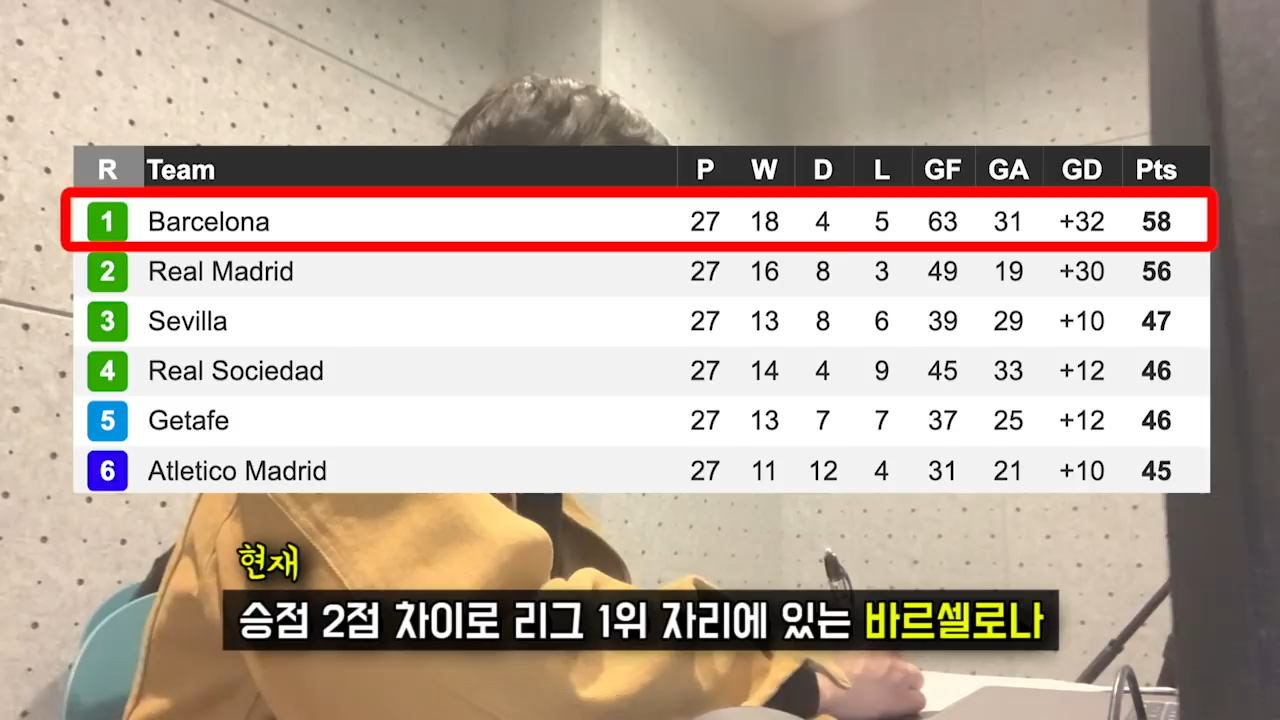 R Team P W D L GF GA GD Pts
1 Barcelona 27 18 4 5 63 31 +32 58
2 Real Madrid 27 16 8 3 49 19 +30 56
3 Sevilla 27 13 8 6 39 29 +10 47
4 Real Sociedad 27 14 4 9 45 33 +12 46
5 Getafe 27 13 7 7 37 25 +12 46
6 Atletico Madrid 27 11 12 4 31 21 +10 45
현재
승점 2점 차이로 리그 1위 자리에 있는 바르셀로나